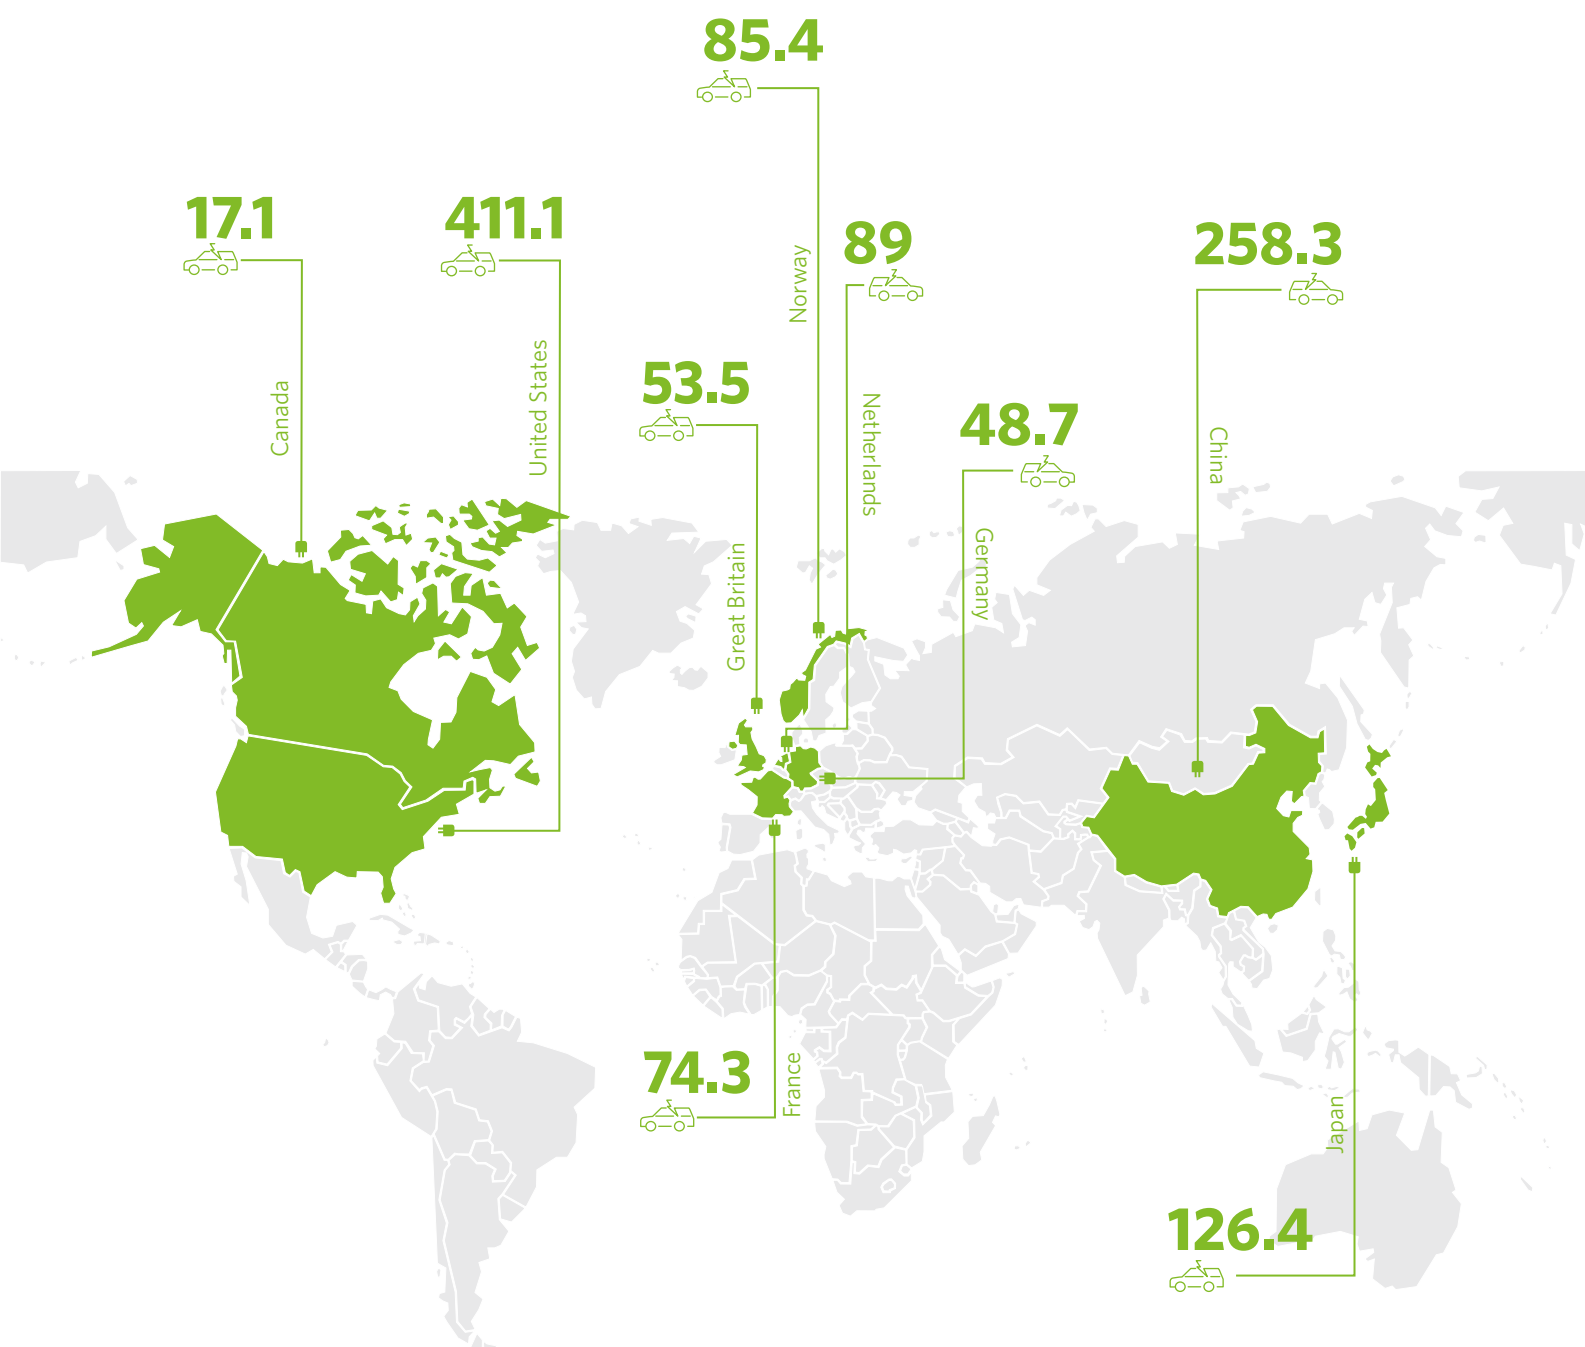 85.4
Norway
17.1
Canada
411.1
United States
89
Netherlands
258.3
China
53.5
Great Britain
48.7
Germany
74.3
France
126.4
Japan